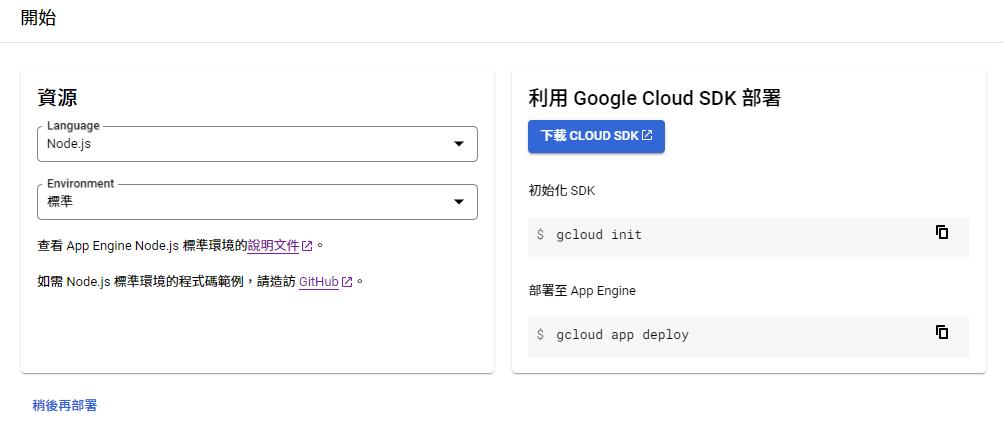 開始
資源
Language
Node.js
Environment
標準
查看 App Engine Node.js 標準環境的說明文件。
如需 Node.js 標準環境的程式碼範例，請造訪 GitHub。
利用 Google Cloud SDK 部署
下載 CLOUD SDK
初始化 SDK
$ gcloud init
部署至 App Engine
$ gcloud app deploy
稍後再部署